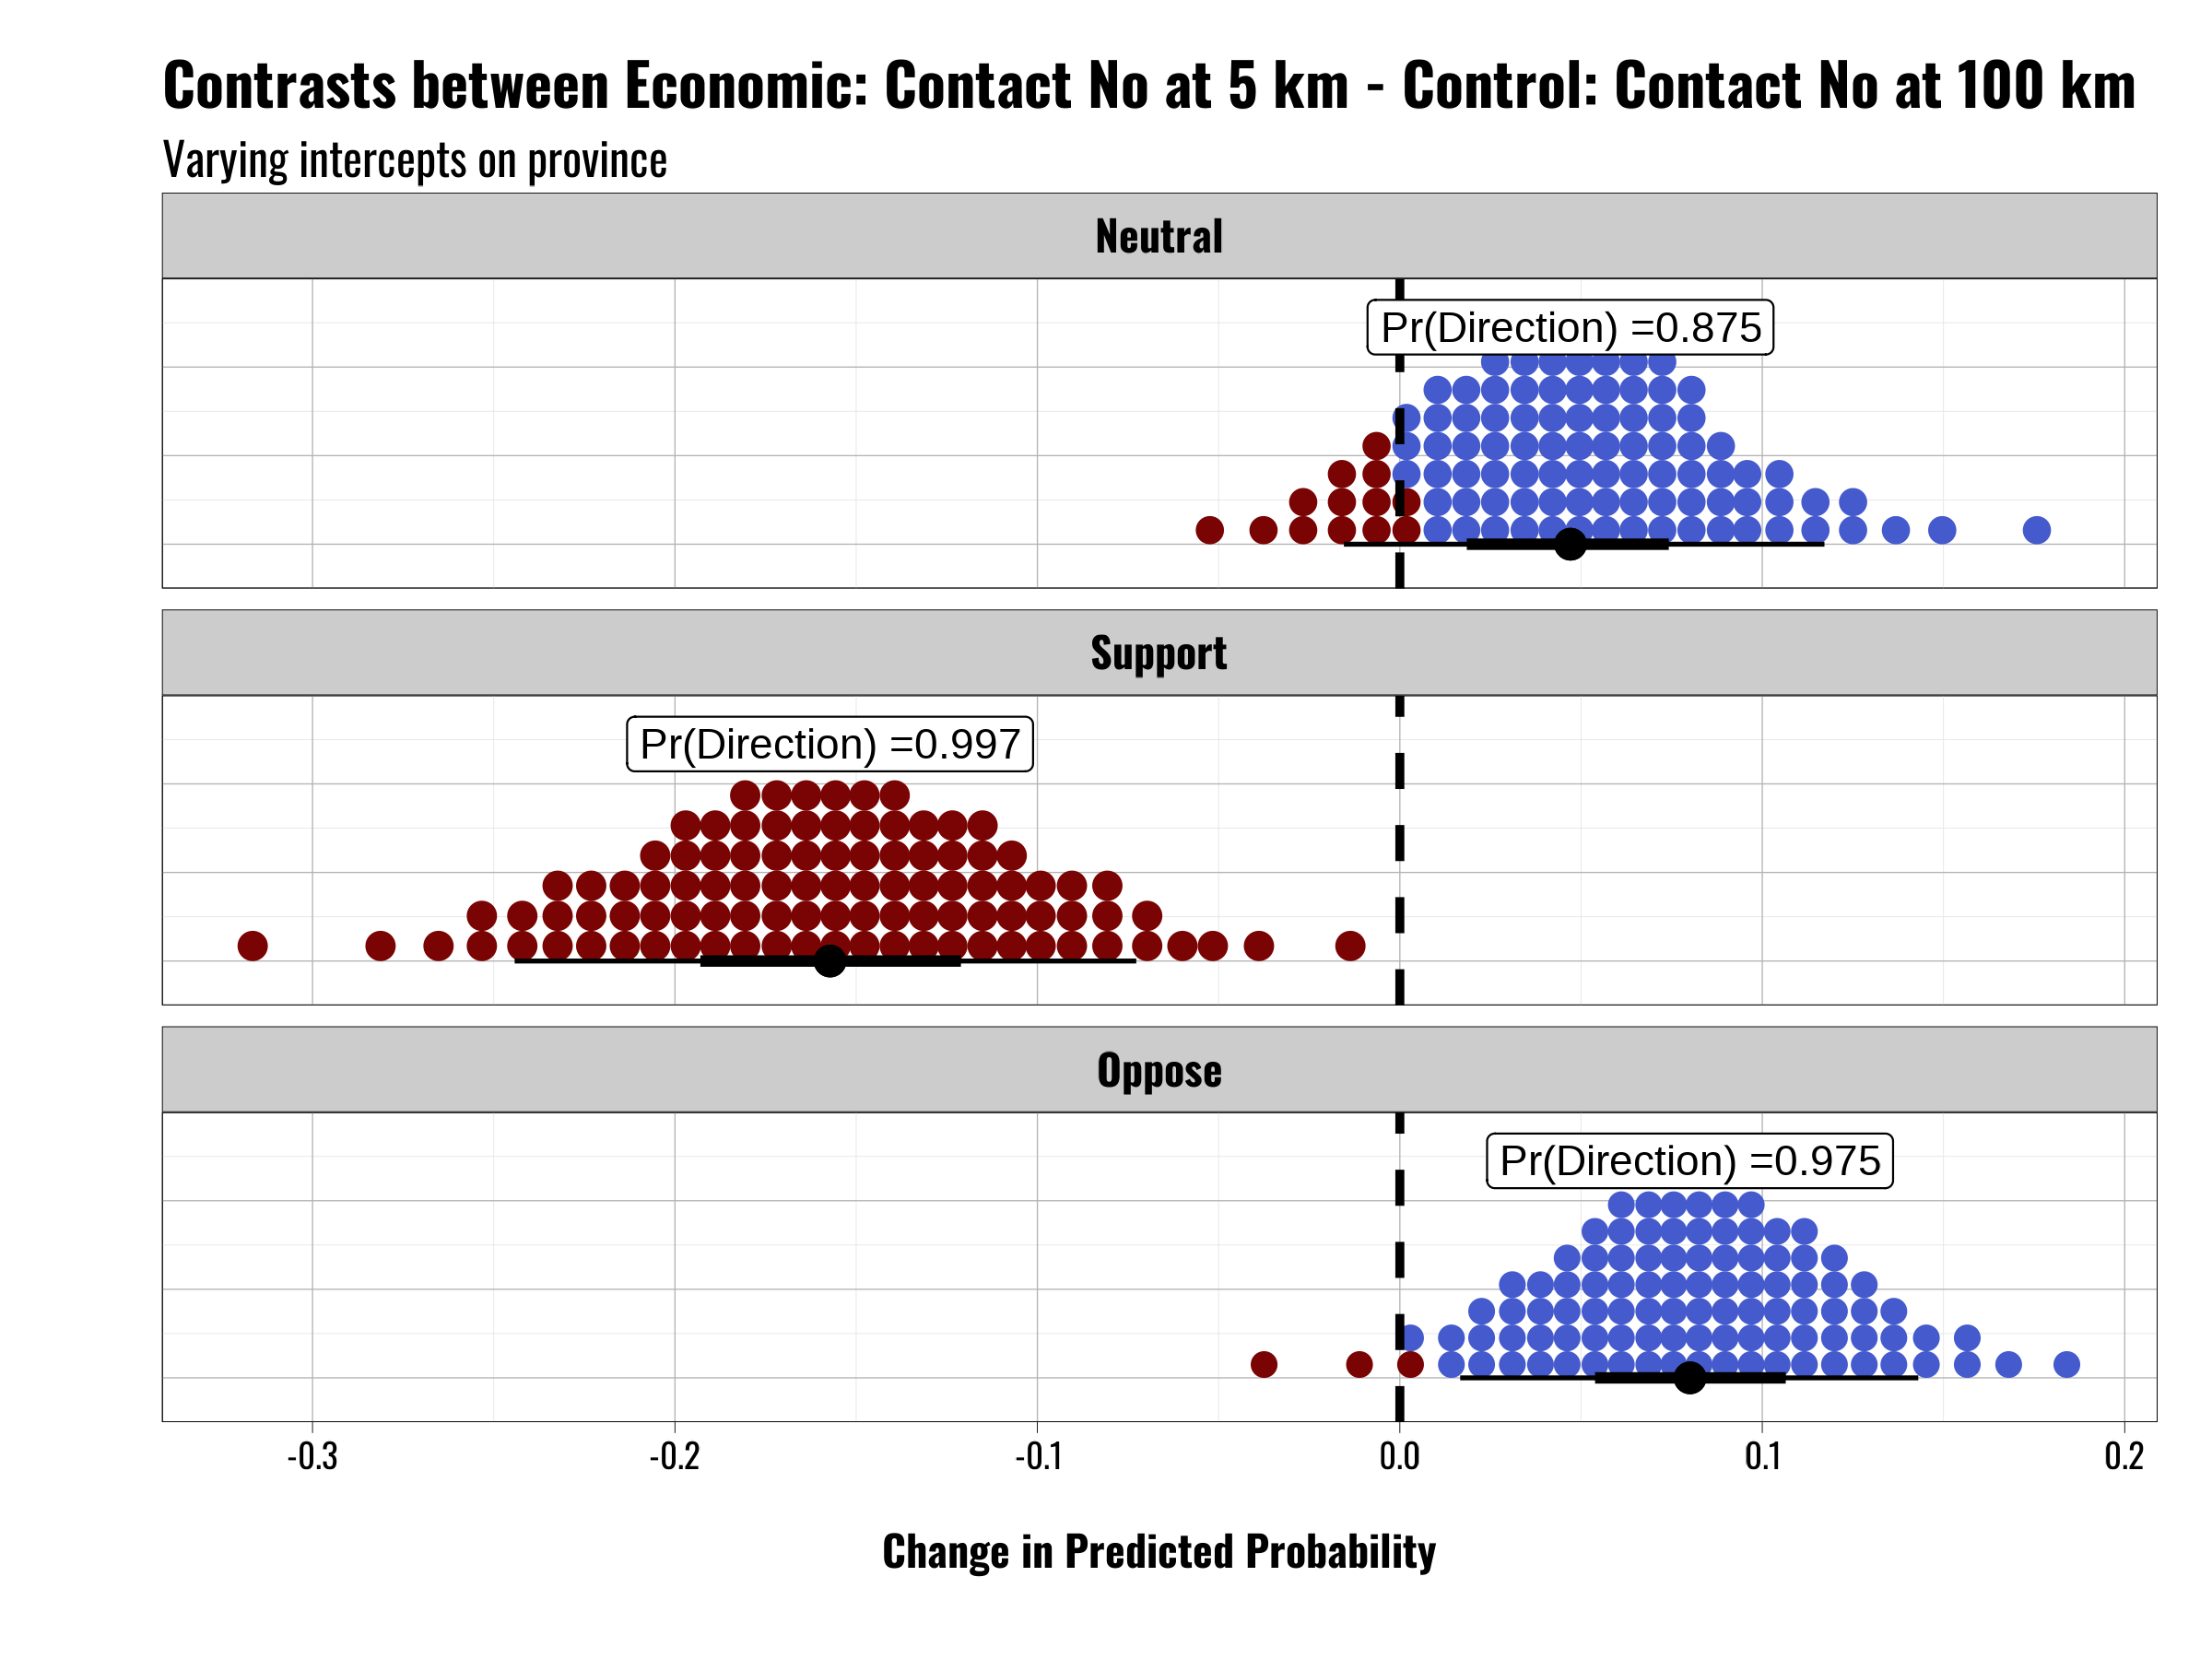 Contrasts between Economic: Contact No at 5 km - Control: Contact No at 100 km
Varying intercepts on province
Neutral
Pr(Direction) =0.875
Support
Pr(Direction) =0.997
Oppose
Pr(Direction) =0.975
-0.3 -0.2 -0.1 0.0 0.1 0.2
Change in Predicted Probability